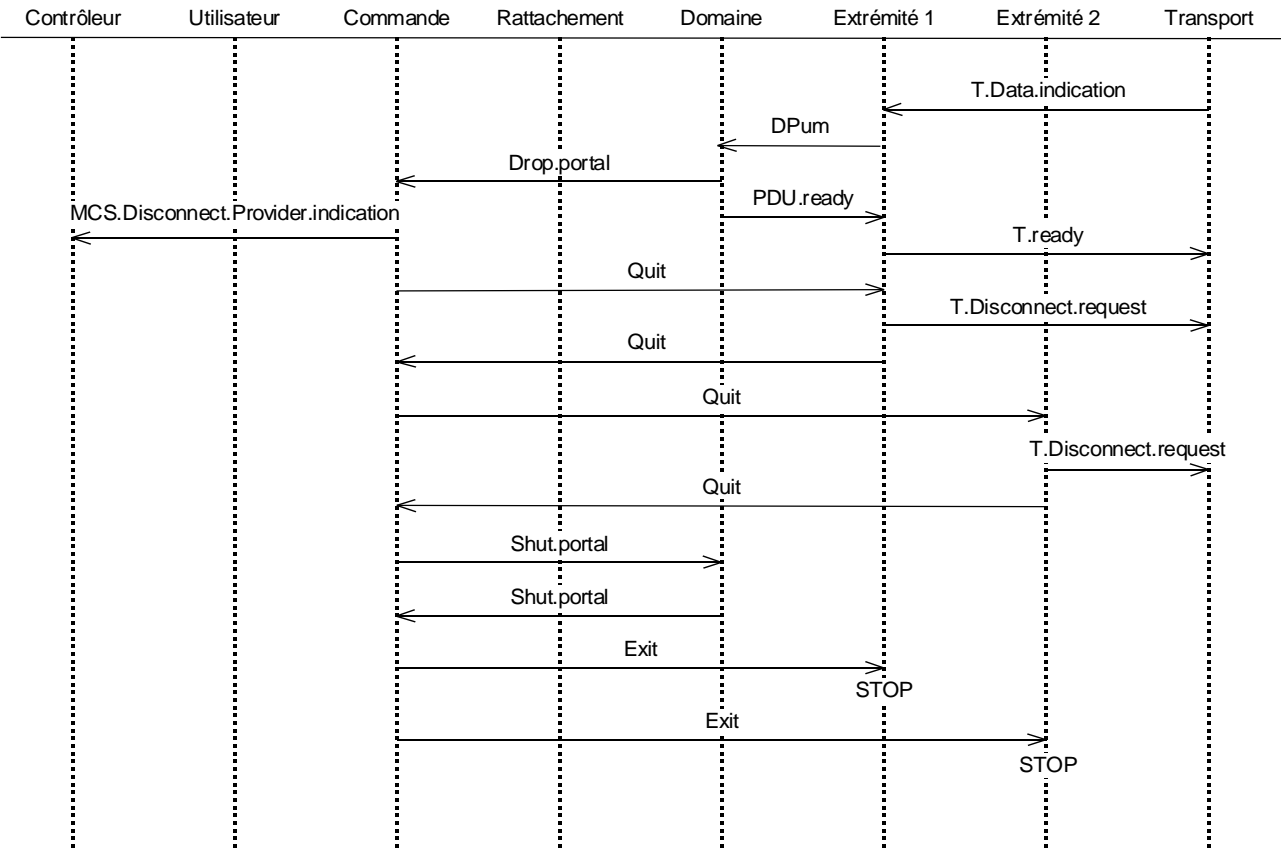 Contrôleur Utilisateur Commande Rattachement Domaine Extrémité 1 Extrémité 2 Transport
T.Data.indication
DPum
Drop.portal
PDU.ready
MCS.Disconnect.Provider.indication
T.ready
Quit
T.Disconnect.request
Quit
Quit
T.Disconnect.request
Quit
Shut.portal
Shut.portal
Exit
STOP
Exit
STOP